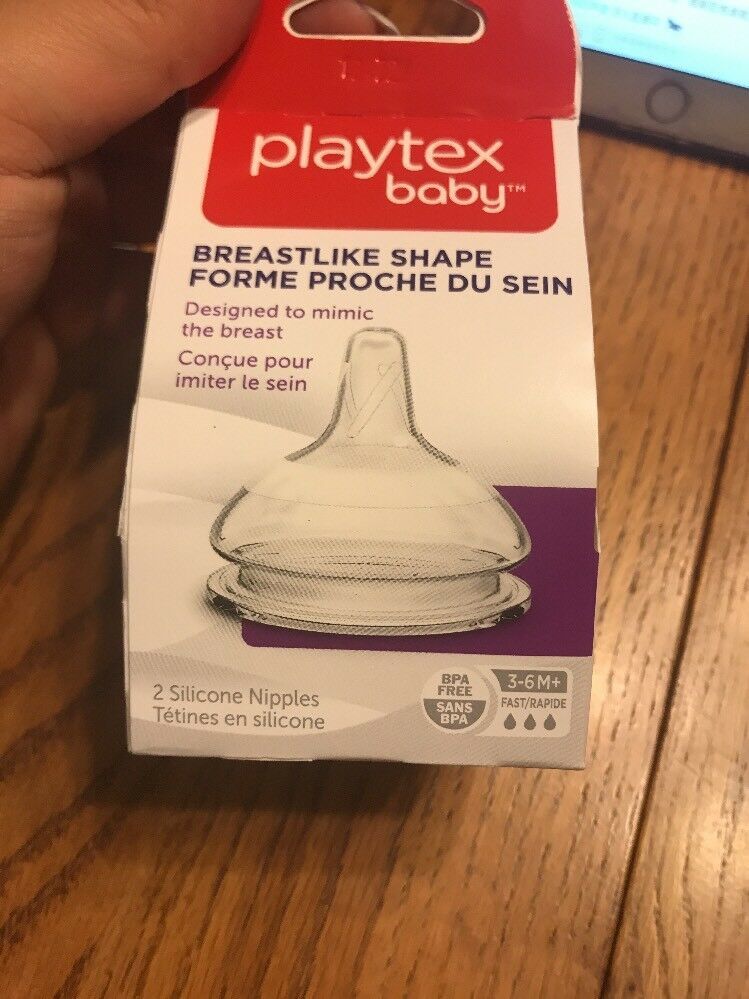 playtex
baby™
BREASTLIKE SHAPE
FORME PROCHE DU SEIN
Designed to mimic
the breast
Conçue pour
imiter le sein
2 Silicone Nipples
Tétines en silicone
BPA
FREE
SANS
BPA
3-6M+
FAST/RAPIDE